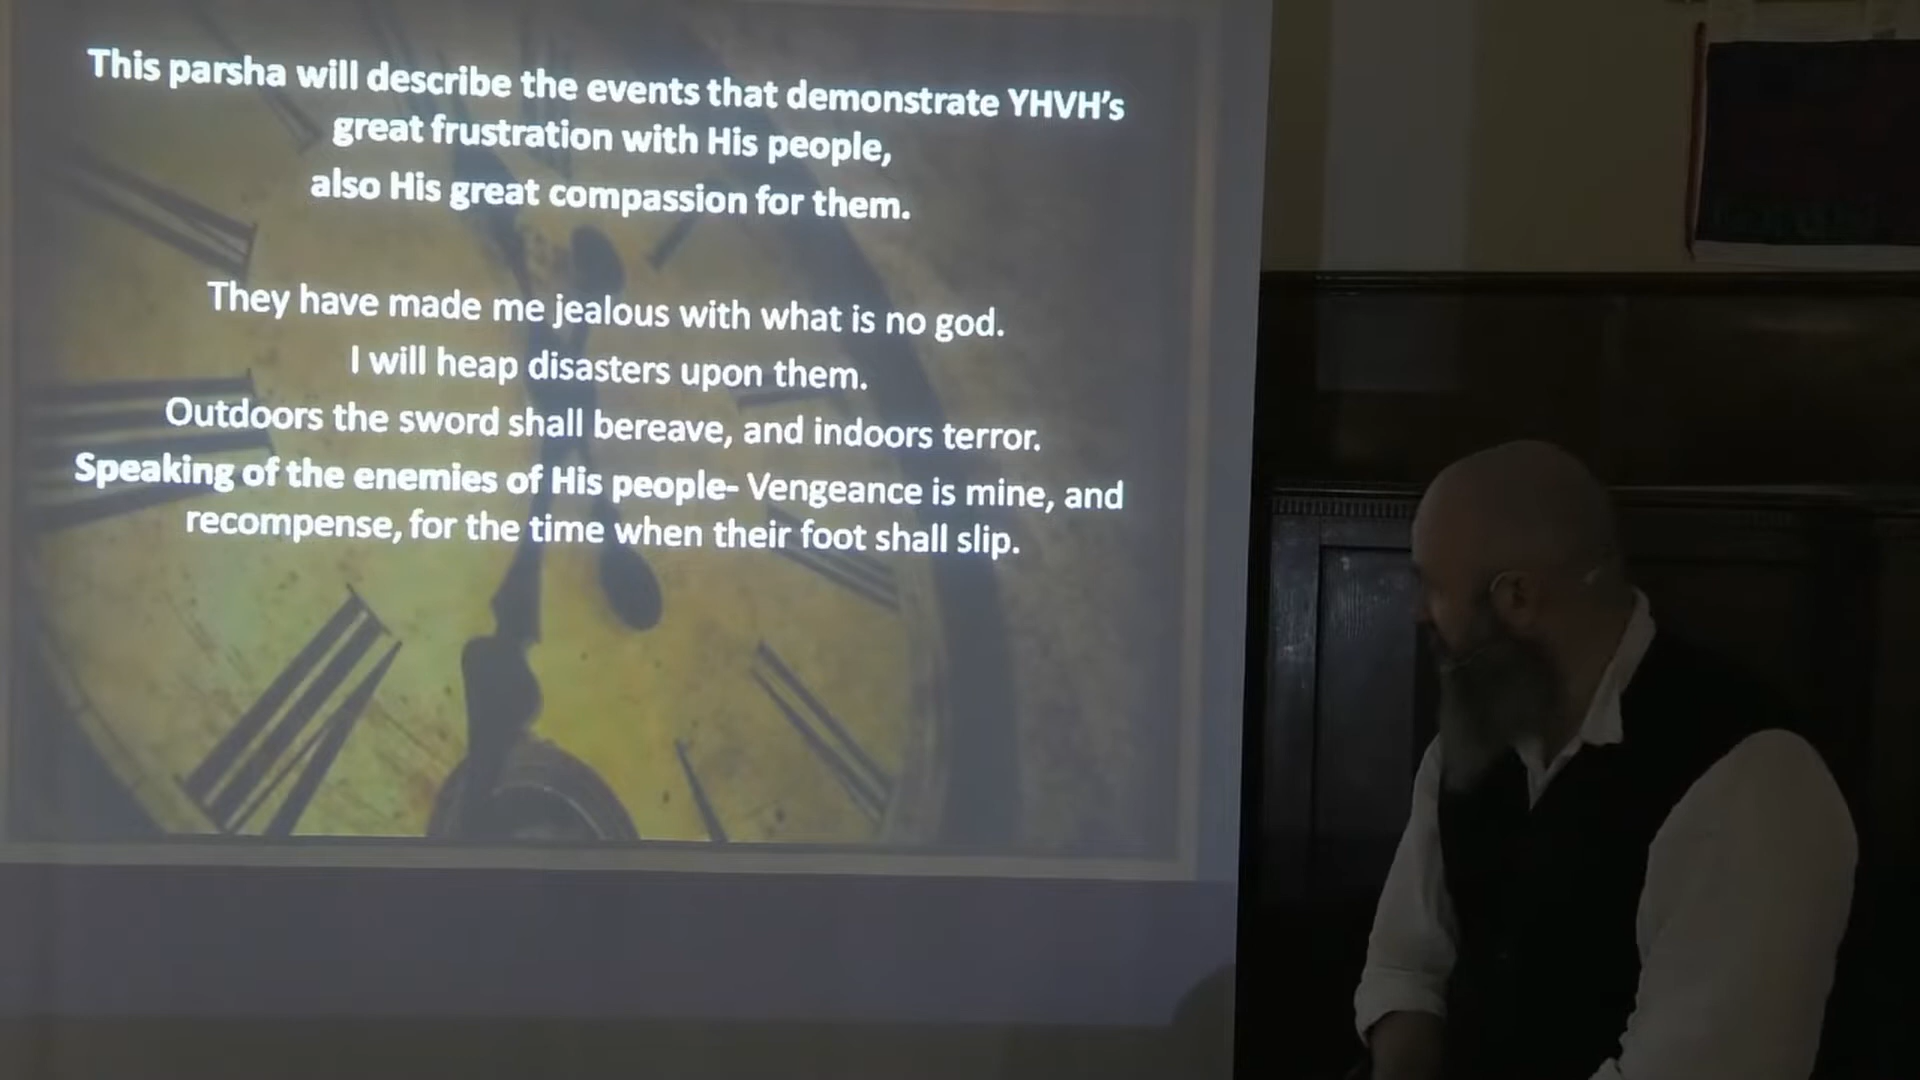 This parsha will describe the events that demonstrate YHVH's
great frustration with His people,
also His great compassion for them.
They have made me jealous with what is no god.
I will heap disasters upon them.
Outdoors the sword shall bereave, and indoors terror.
Speaking of the enemies of His people- Vengeance is mine, and
recompense, for the time when their foot shall slip.